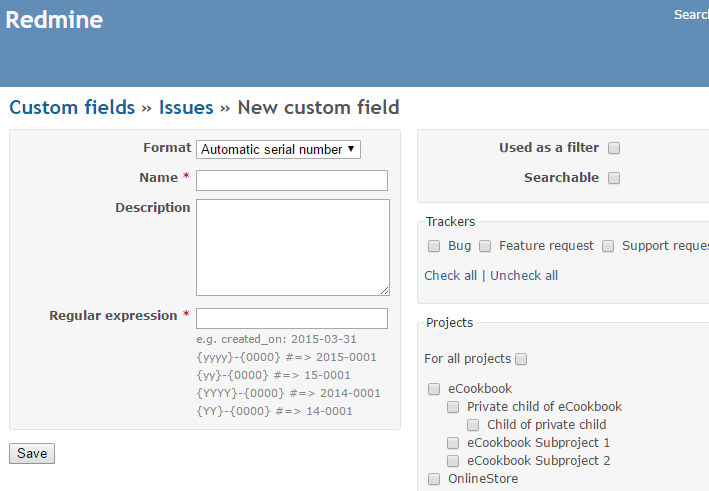 Redmine
Search
Custom fields » Issues » New custom field
Format Automatic serial number
Name *
Description
Regular expression *
e.g. created_on: 2015-03-31
{yyyy}-{0000} #=> 2015-0001
{yy}-{0000} #=> 15-0001
{YYYY}-{0000} #=> 2014-0001
{YY}-{0000} #=> 14-0001
Save
Used as a filter
Searchable
Trackers
Bug Feature request Support reques
Check all | Uncheck all
Projects
For all projects
eCookbook
Private child of eCookbook
Child of private child
eCookbook Subproject 1
eCookbook Subproject 2
OnlineStore